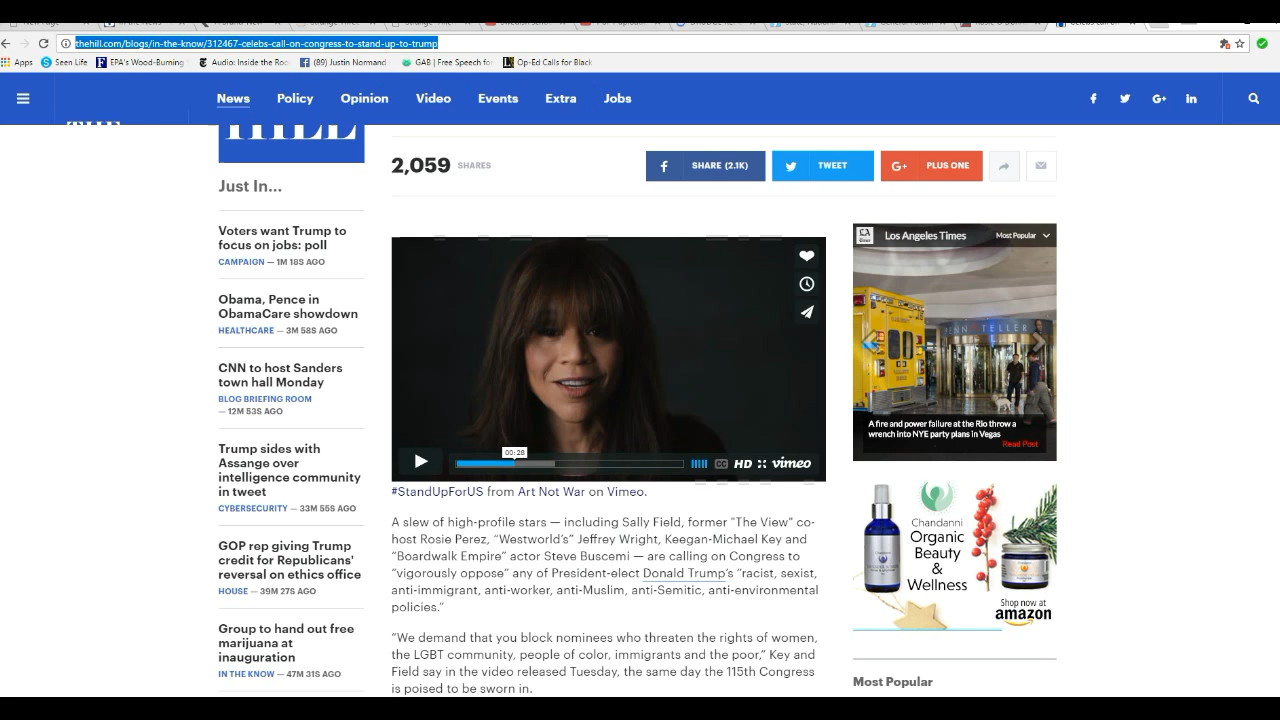 thehill.com/blogs/in-the-know/312467-celebs-call-on-congress-to-stand-up-to-trump
Apps
Seen Life
EPA's Wood-Burning
Audio: Inside the Roo
(89) Justin Normand
GAB | Free Speech for
Op-Ed Calls for Black
News
Policy
Opinion
Video
Events
Extra
Jobs
THE
HILL
2,059 SHARES
SHARE (2.1K)
TWEET
G+ PLUS ONE
Just In...
Voters want Trump to
focus on jobs: poll
CAMPAIGN — 1M 18S AGO
Obama, Pence in
ObamaCare showdown
HEALTHCARE — 3M 58S AGO
CNN to host Sanders
town hall Monday
BLOG BRIEFING ROOM
— 12M 53S AGO
Trump sides with
Assange over
intelligence community
in tweet
CYBERSECURITY — 33M 55S AGO
GOP rep giving Trump
credit for Republicans'
reversal on ethics office
HOUSE — 39M 27S AGO
Group to hand out free
marijuana at
inauguration
IN THE KNOW — 47M 31S AGO
00:28
CC
HD
vimeo
#StandUpForUS from Art Not War on Vimeo.
A slew of high-profile stars — including Sally Field, former "The View" co-
host Rosie Perez, “Westworld’s” Jeffrey Wright, Keegan-Michael Key and
“Boardwalk Empire” actor Steve Buscemi — are calling on Congress to
“vigorously oppose” any of President-elect Donald Trump’s “racist, sexist,
anti-immigrant, anti-worker, anti-Muslim, anti-Semitic, anti-environmental
policies.”
“We demand that you block nominees who threaten the rights of women,
the LGBT community, people of color, immigrants and the poor,” Key and
Field say in the video released Tuesday, the same day the 115th Congress
is poised to be sworn in.
Los Angeles Times
Most Popular
PENN & TELLER
A fire and power failure at the Rio throw a
wrench into NYE party plans in Vegas
Read Post
Chandanni
Organic
Beauty
&
Wellness
Shop now at
amazon
Most Popular